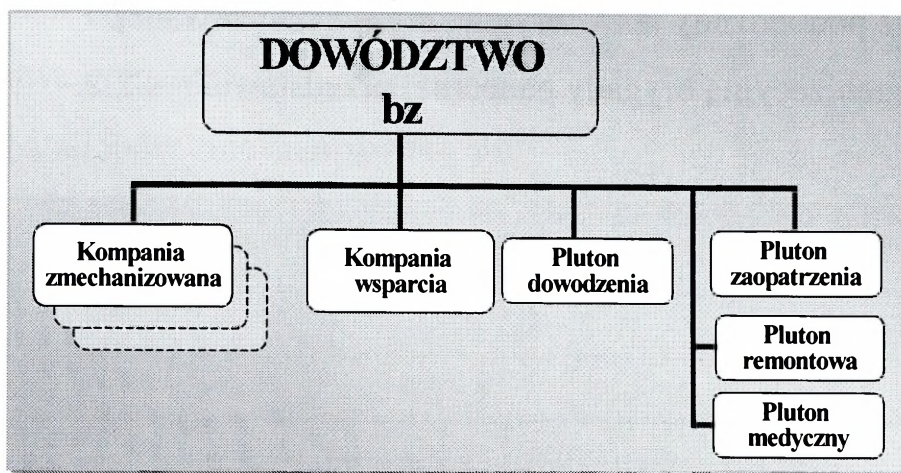 DOWÓDZTWO
bz
Kompania
zmechanizowana
Kompania
wsparcia
Pluton
dowodzenia
Pluton
zaopatrzenia
Pluton
remontowa
Pluton
medyczny